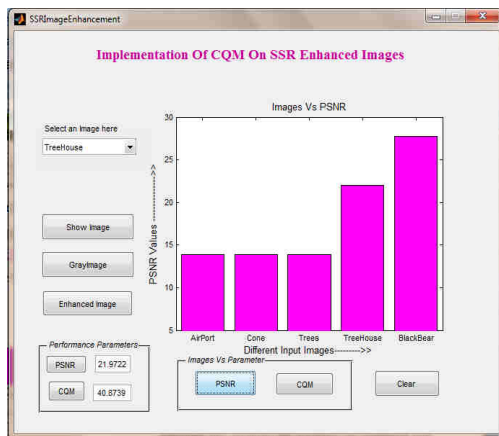 SSRImageEnhancement
Implementation Of CQM On SSR Enhanced Images
Select an Image here
TreeHouse
Show Image
GrayImage
Enhanced Image
Performance Parameters
PSNR 21.9722
CQM 40.8739
Images Vs PSNR
PSNR Values -------->>
30
25
20
15
10
5
AirPort Cone Trees TreeHouse BlackBear
Different Input Images-------->>
Images Vs Parameter
PSNR CQM
Clear